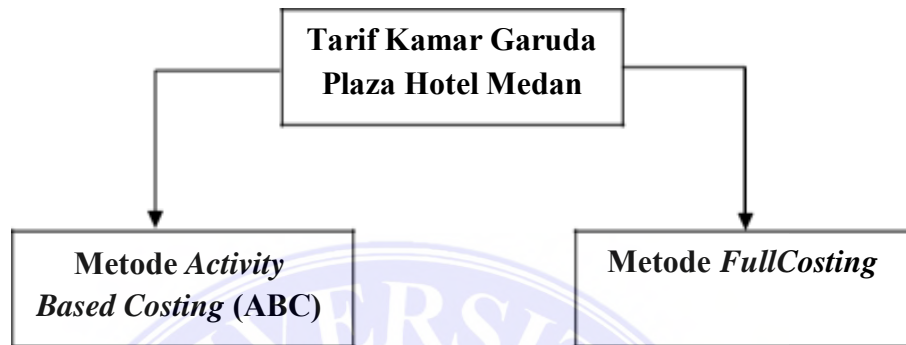 Tarif Kamar Garuda
Plaza Hotel Medan
Metode Activity
Based Costing (ABC)
Metode FullCosting